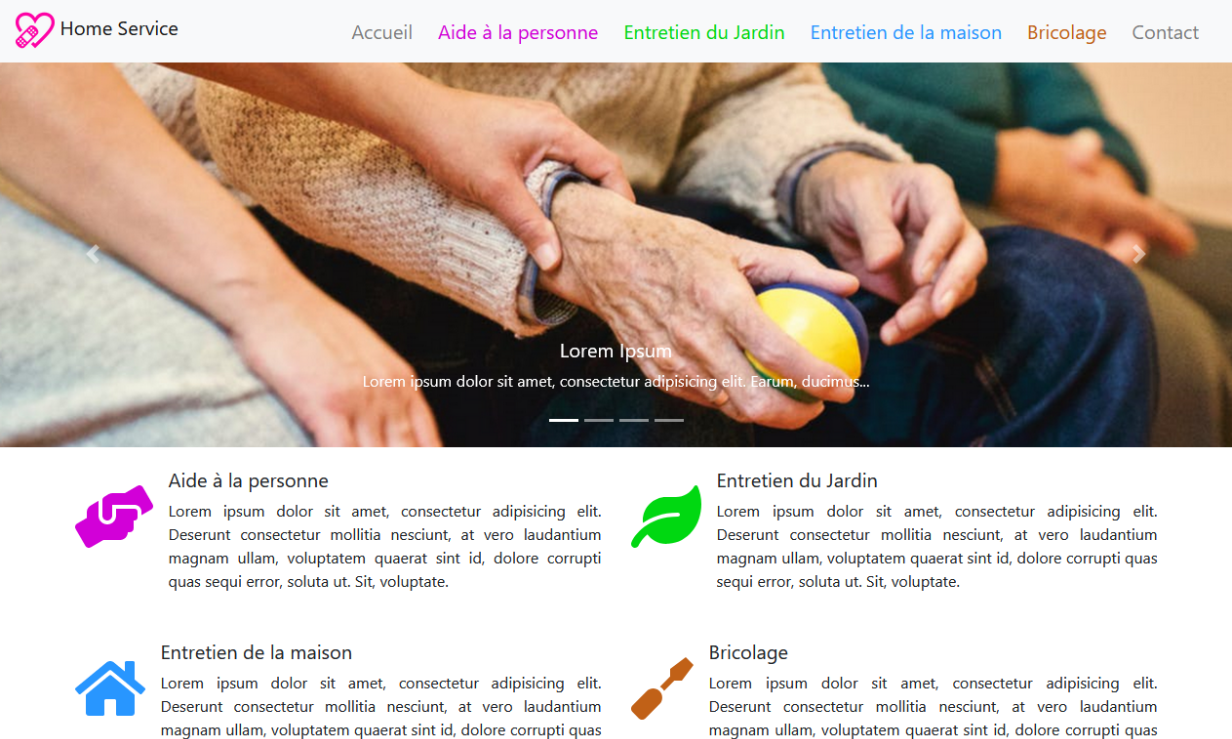 Home Service
Accueil Aide à la personne Entretien du Jardin Entretien de la maison Bricolage Contact
Lorem Ipsum
Lorem ipsum dolor sit amet, consectetur adipisicing elit. Earum, ducimus...
Aide à la personne
Lorem ipsum dolor sit amet, consectetur adipisicing elit.
Deserunt consectetur mollitia nesciunt, at vero laudantium
magnam ullam, voluptatem quaerat sint id, dolore corrupti
quas sequi error, soluta ut. Sit, voluptate.
Entretien du Jardin
Lorem ipsum dolor sit amet, consectetur adipisicing elit.
Deserunt consectetur mollitia nesciunt, at vero laudantium
magnam ullam, voluptatem quaerat sint id, dolore corrupti quas
sequi error, soluta ut. Sit, voluptate.
Entretien de la maison
Lorem ipsum dolor sit amet, consectetur adipisicing elit.
Deserunt consectetur mollitia nesciunt, at vero laudantium
magnam ullam, voluptatem quaerat sint id, dolore corrupti quas
Bricolage
Lorem ipsum dolor sit amet, consectetur adipisicing elit.
Deserunt consectetur mollitia nesciunt, at vero laudantium
magnam ullam, voluptatem quaerat sint id, dolore corrupti quas